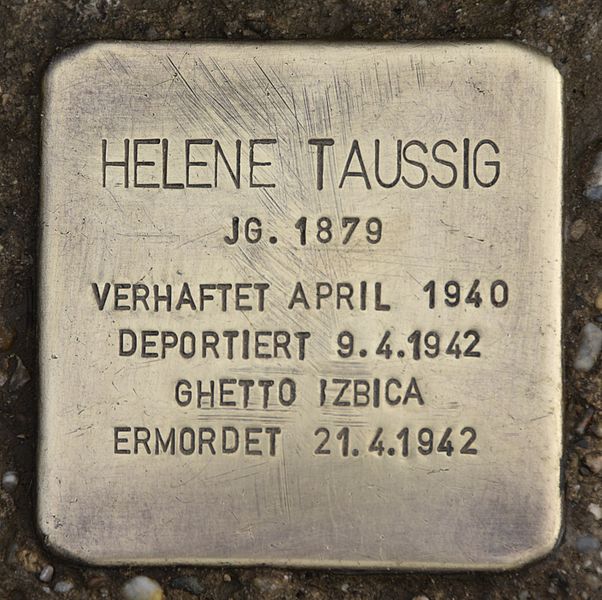 HELENE TAUSSIG
JG. 1879
VERHAFTET APRIL 1940
DEPORTIERT 9.4.1942
GHETTO IZBICA
ERMORDET 21.4.1942